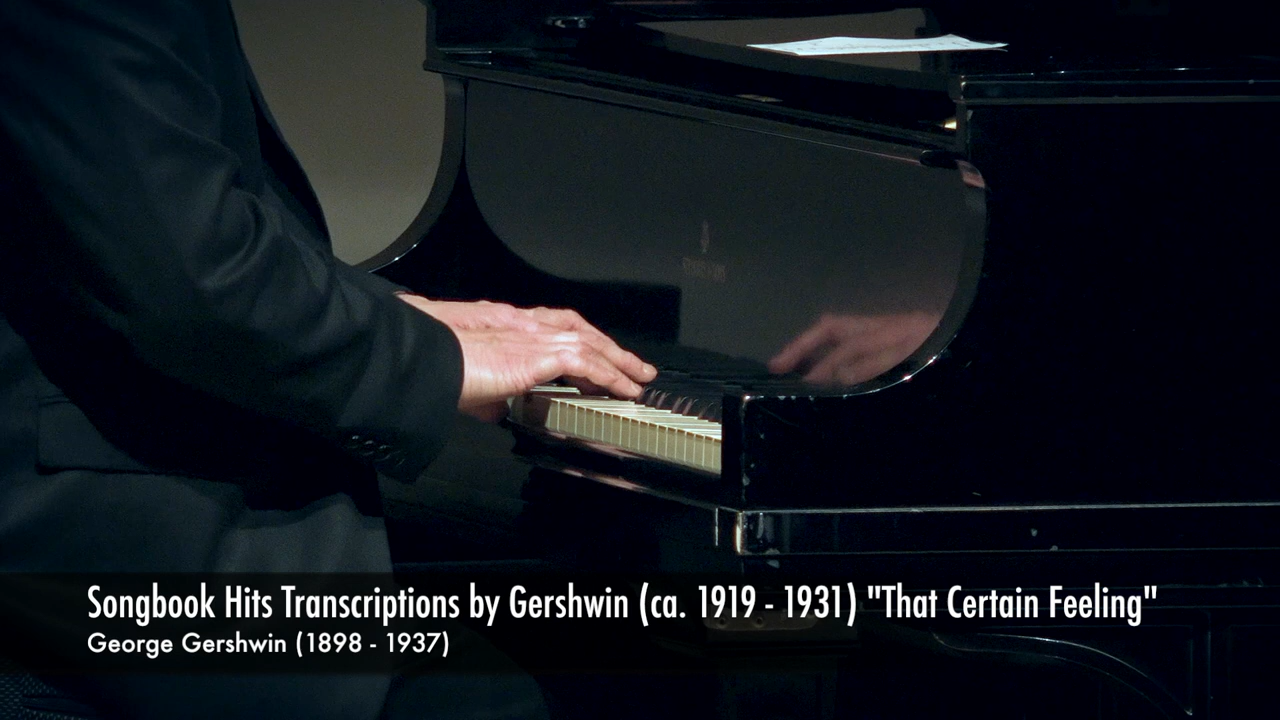 Songbook Hits Transcriptions by Gershwin (ca. 1919 - 1931) "That Certain Feeling"
George Gershwin (1898 - 1937)